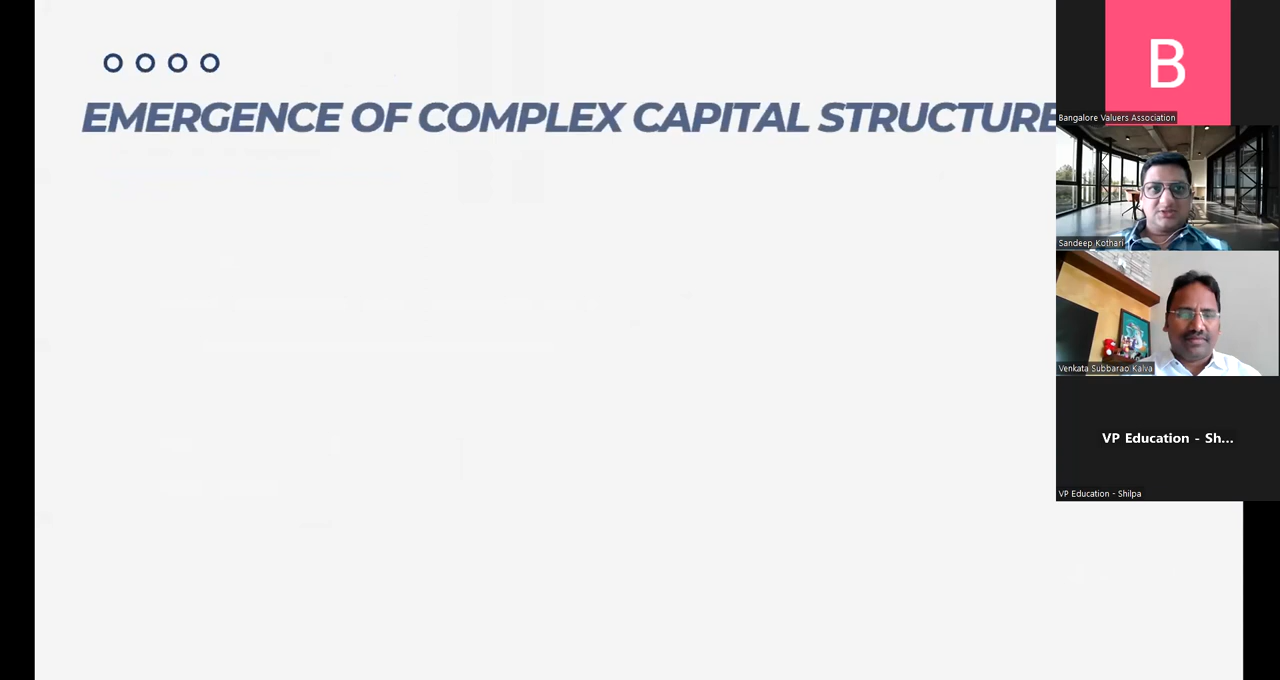 EMERGENCE OF COMPLEX CAPITAL STRUCTURE
B
Bangalore Valuers Association
Sandeep Kothari
Venkata Subbarao Kalva
VP Education - Sh...
VP Education - Shilpa